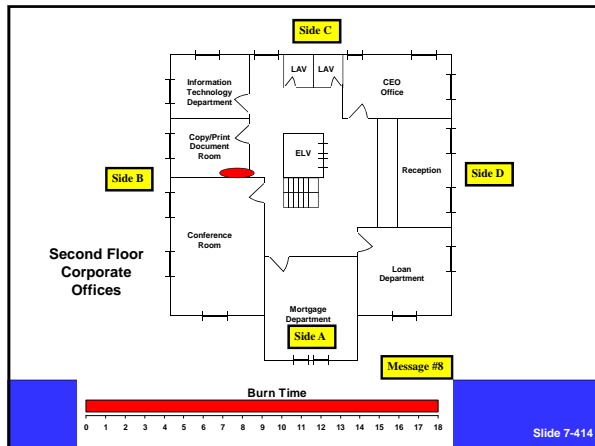 Side C
LAV
LAV
Information
Technology
Department
CEO
Office
Copy/Print
Document
Room
ELV
Side B
Reception
Side D
Conference
Room
Second Floor
Corporate
Offices
Loan
Department
Mortgage
Department
Side A
Message #8
Burn Time
0 1 2 3 4 5 6 7 8 9 10 11 12 13 14 15 16 17 18
Slide 7-414